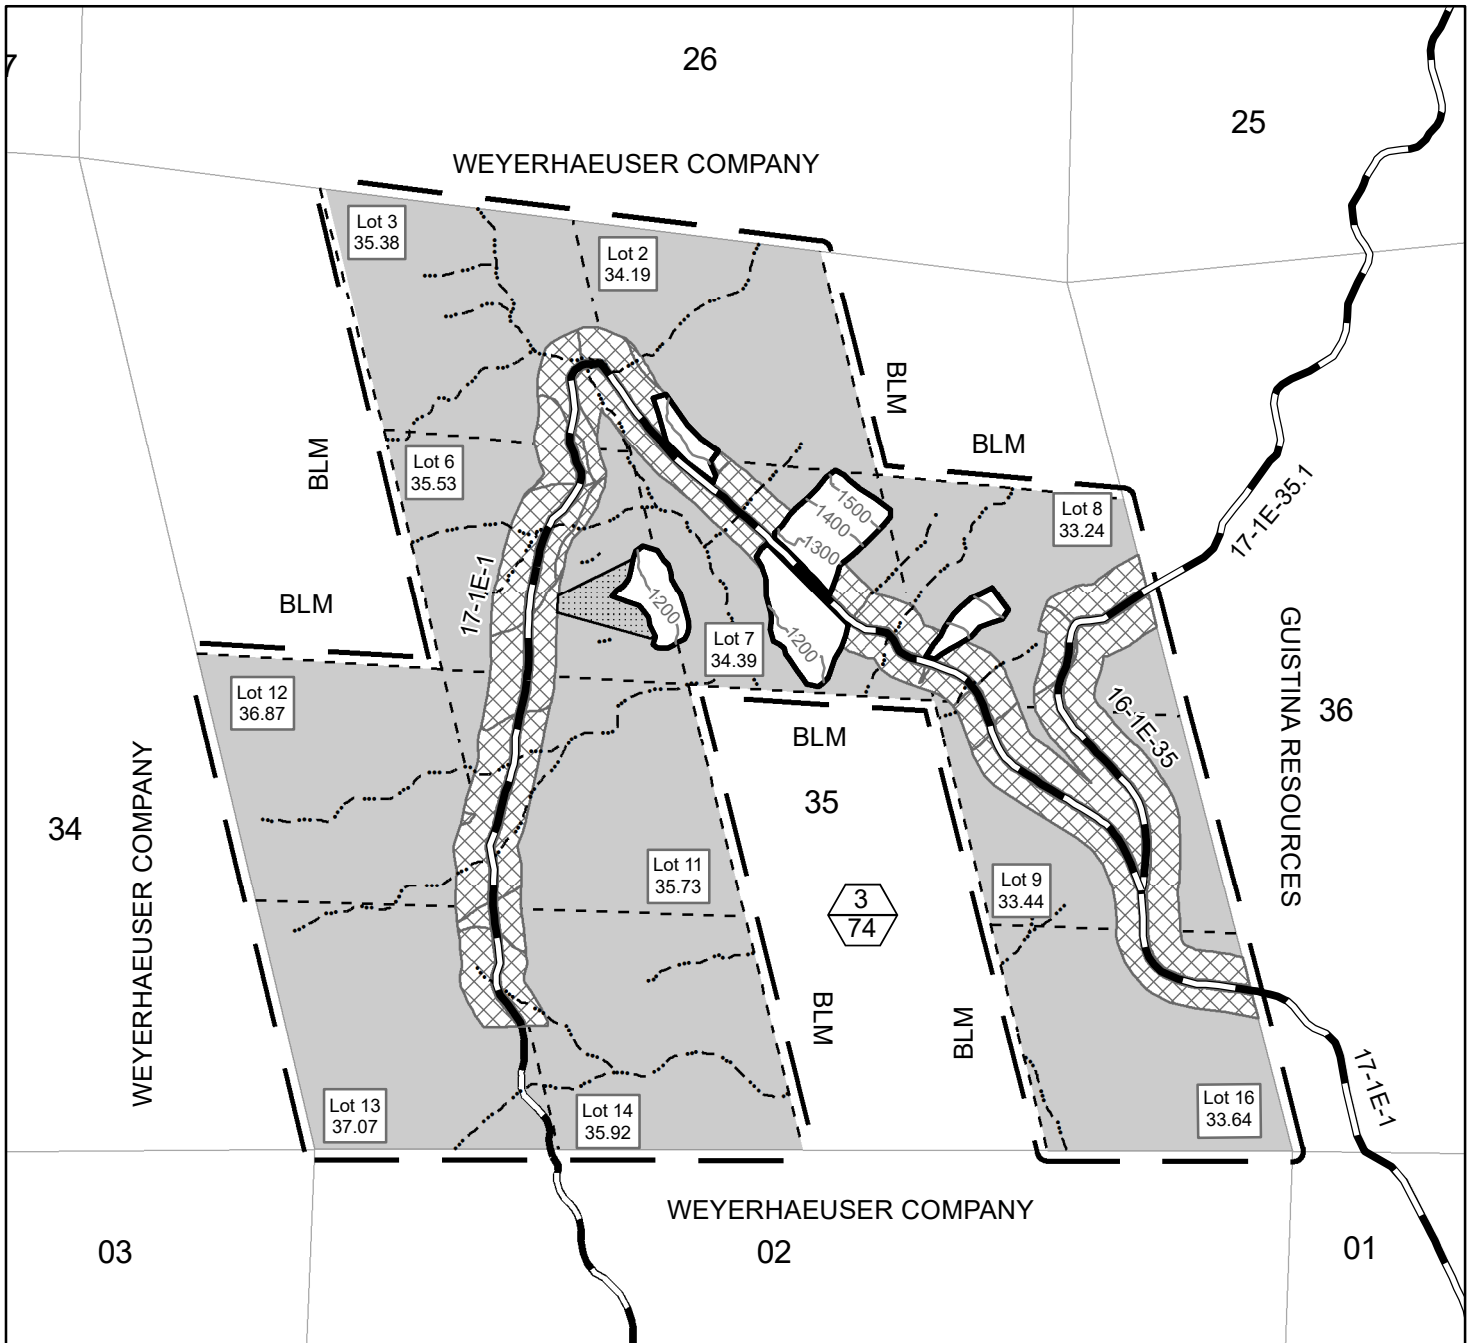 26
7
25
WEYERHAEUSER COMPANY
Lot 3
35.38
Lot 2
34.19
BLM
BLM
BLM
Lot 6
35.53
Lot 8
33.24
17-1E-35.1
1500
1400
1300
17-1E-1
BLM
1200
1200
Lot 7
34.39
Lot 12
36.87
16-1E-35
GUISTINA RESOURCES
36
BLM
35
34
WEYERHAEUSER COMPANY
Lot 11
35.73
Lot 9
33.44
3
74
BLM
BLM
17-1E-1
Lot 13
37.07
Lot 14
35.92
Lot 16
33.64
WEYERHAEUSER COMPANY
03
02
01